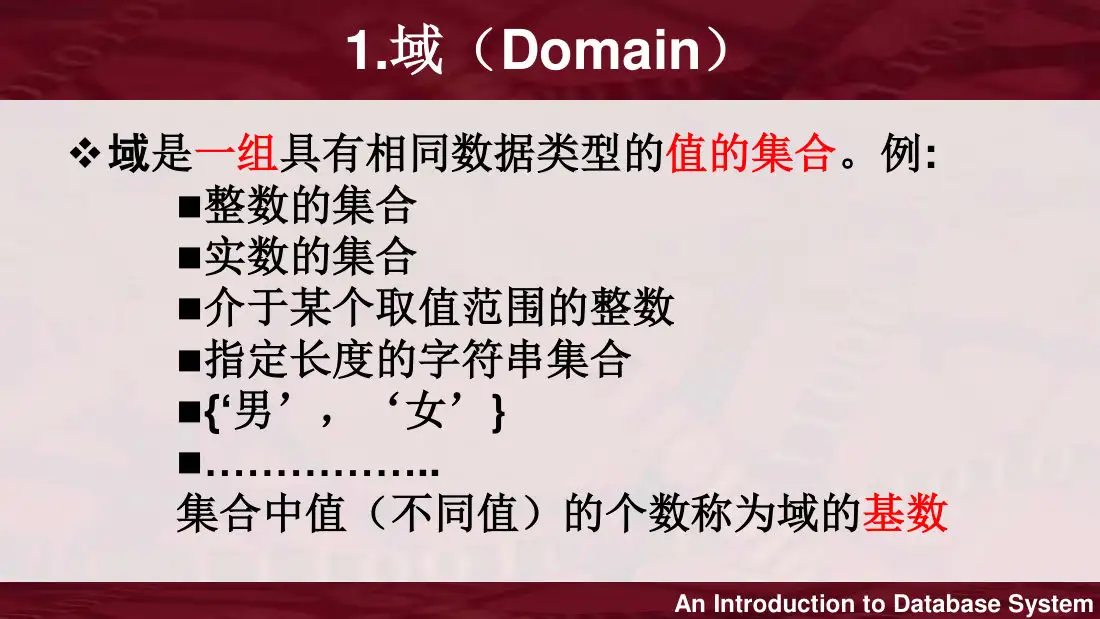 1.域（Domain）
❖域是一组具有相同数据类型的值的集合。例:
■整数的集合
■实数的集合
■介于某个取值范围的整数
■指定长度的字符串集合
■{‘男’，‘女’}
■……………..
集合中值（不同值）的个数称为域的基数
An Introduction to Database System